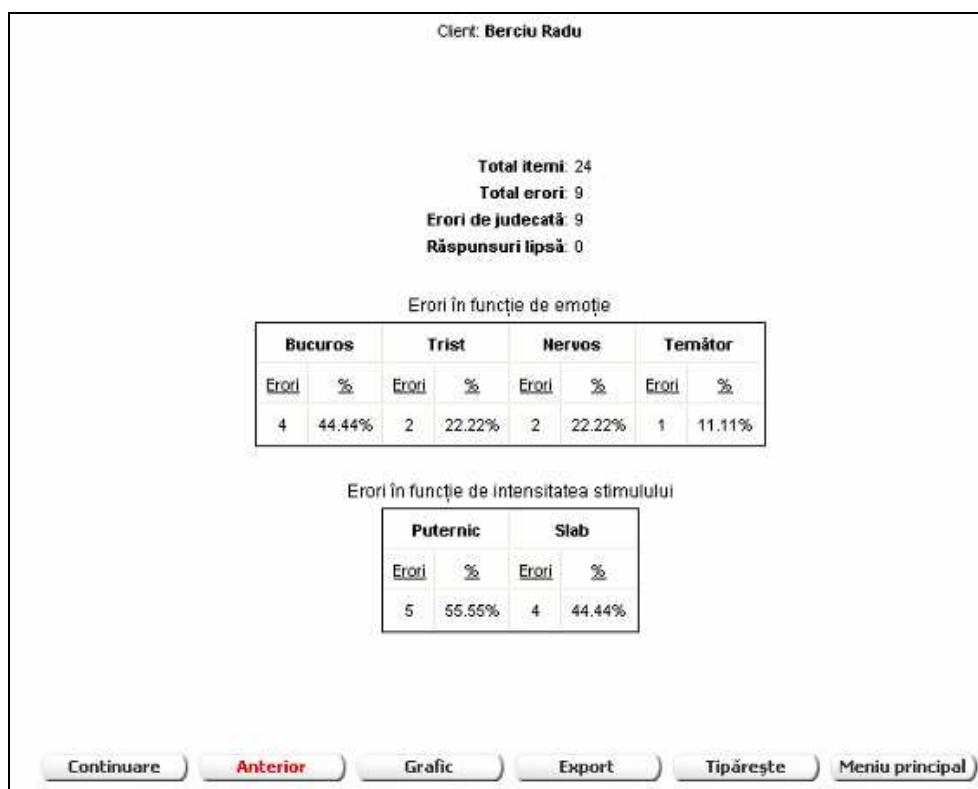 Client: Berciu Radu
Total itemi: 24
Total erori: 9
Erori de judecată: 9
Răspunsuri lipsă: 0
Erori în funcție de emoție
Bucuros Trist Nervos Temător
Erori % Erori % Erori % Erori %
4 44.44% 2 22.22% 2 22.22% 1 11.11%
Erori în funcție de intensitatea stimulului
Puternic Slab
Erori % Erori %
5 55.55% 4 44.44%
Continuare Anterior Grafic Export Tipărește Meniu principal